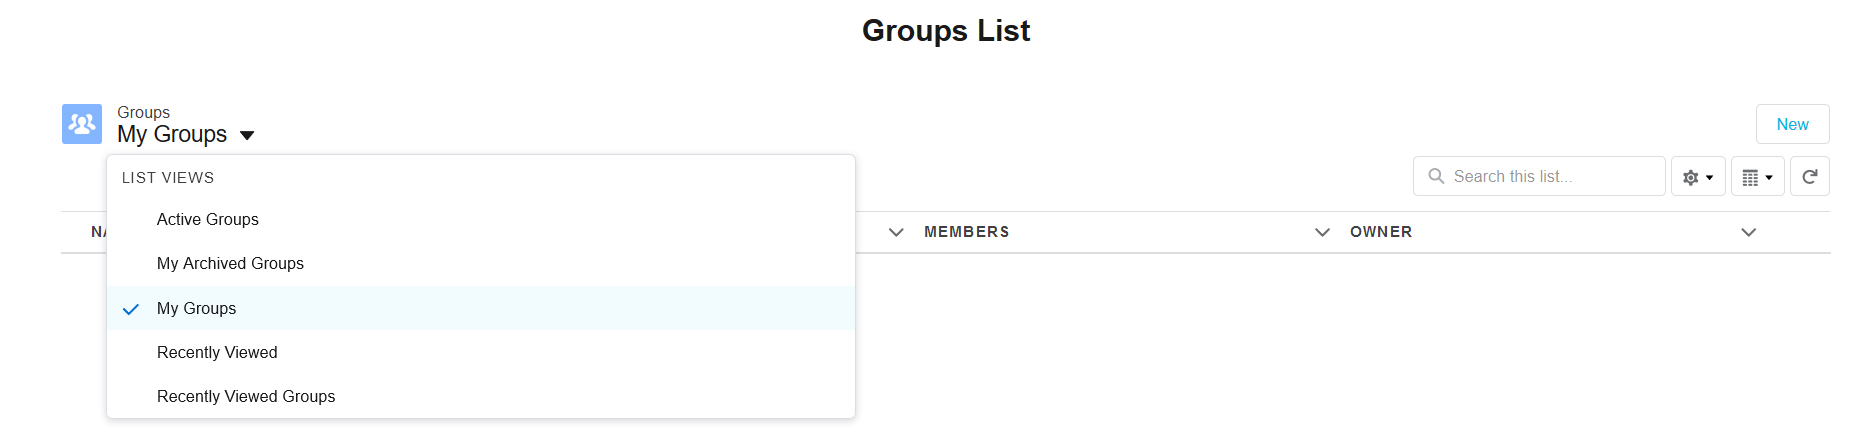 Groups List
Groups
My Groups
New
LIST VIEWS
Search this list...
Active Groups
MEMBERS
OWNER
My Archived Groups
My Groups
Recently Viewed
Recently Viewed Groups